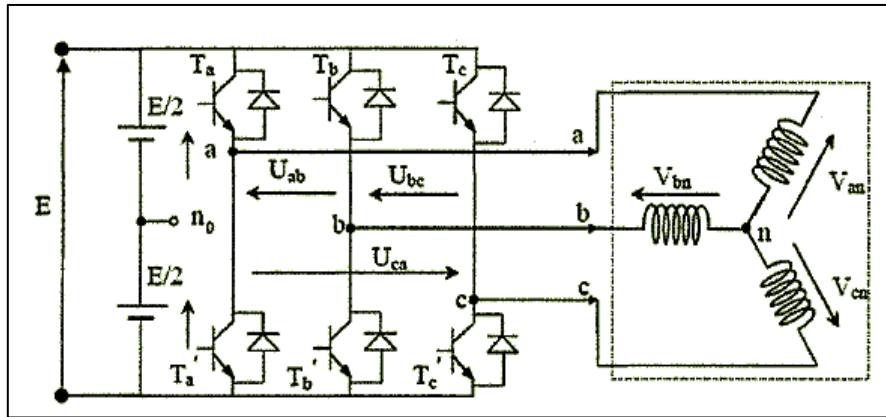 Ta Tb Tc
E/2
a a
Uab Ubc Vbn Van
E n0
b b n
Uca
E/2 Vcn
c c
Ta' Tb' Tc'